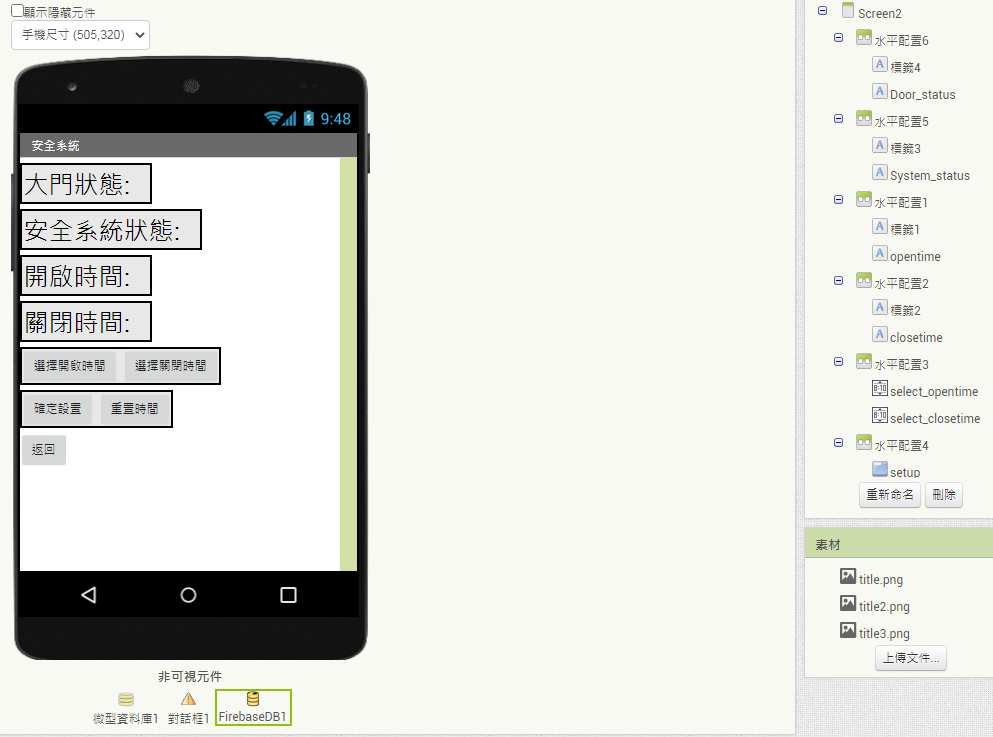 顯示隱藏元件
手機尺寸 (505,320)
9:48
安全系統
大門狀態:
安全系統狀態:
開啟時間:
關閉時間:
選擇開啟時間 選擇關閉時間
確定設置 重置時間
返回
非可視元件
微型資料庫1 對話框1 FirebaseDB1
Screen2
水平配置6
標籤4
Door_status
水平配置5
標籤3
System_status
水平配置1
標籤1
opentime
水平配置2
標籤2
closetime
水平配置3
select_opentime
select_closetime
水平配置4
setup
重新命名 刪除
素材
title.png
title2.png
title3.png
上傳文件...